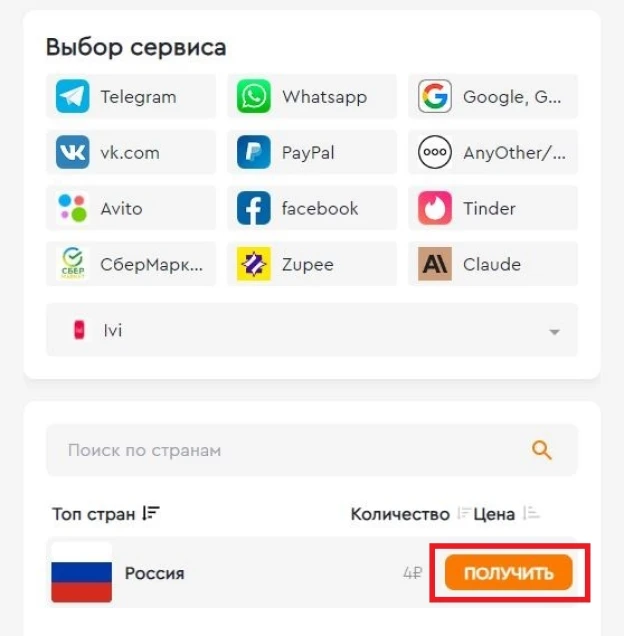 Выбор сервиса
Telegram Whatsapp Google, G...
vk.com PayPal AnyOther/...
Avito facebook Tinder
СБЕР СберМарк... Zupee Claude
Ivi
Поиск по странам
Топ стран Количество Цена
Россия 4₽ ПОЛУЧИТЬ